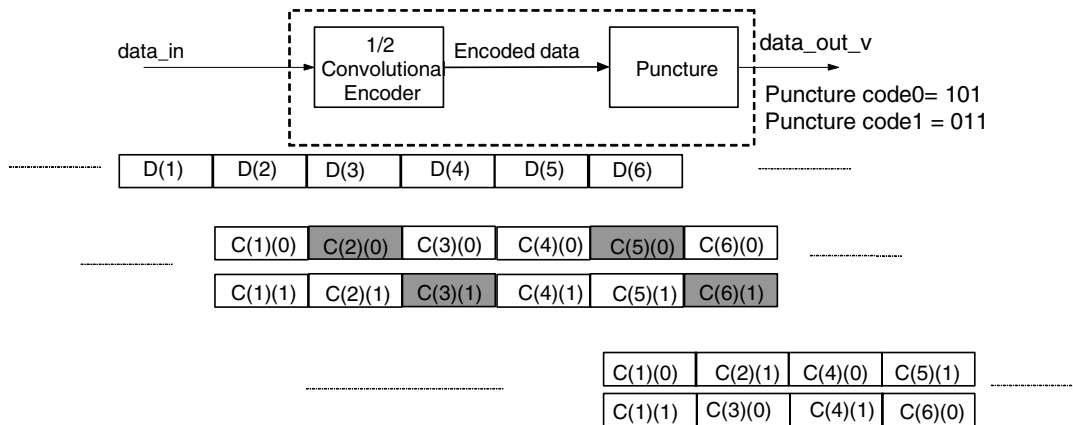 data_in
1/2
Convolutional
Encoder
Encoded data
Puncture
data_out_v
Puncture code0= 101
Puncture code1 = 011
D(1) D(2) D(3) D(4) D(5) D(6)
C(1)(0) C(2)(0) C(3)(0) C(4)(0) C(5)(0) C(6)(0)
C(1)(1) C(2)(1) C(3)(1) C(4)(1) C(5)(1) C(6)(1)
C(1)(0) C(2)(1) C(4)(0) C(5)(1)
C(1)(1) C(3)(0) C(4)(1) C(6)(0)